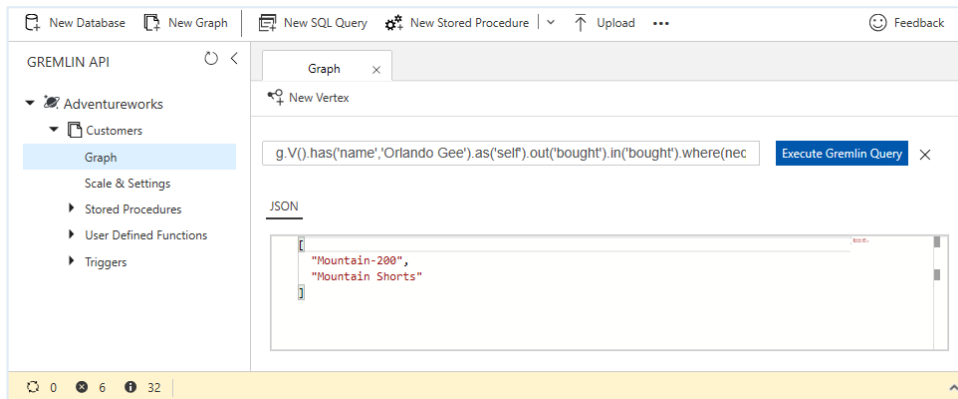 New Database New Graph New SQL Query New Stored Procedure Upload ... Feedback
GREMLIN API
Graph
New Vertex
Adventureworks
Customers
Graph
Scale & Settings
Stored Procedures
User Defined Functions
Triggers
g.V().has('name','Orlando Gee').as('self').out('bought').in('bought').where(nec
Execute Gremlin Query
JSON
[
"Mountain-200",
"Mountain Shorts"
]
0 6 32